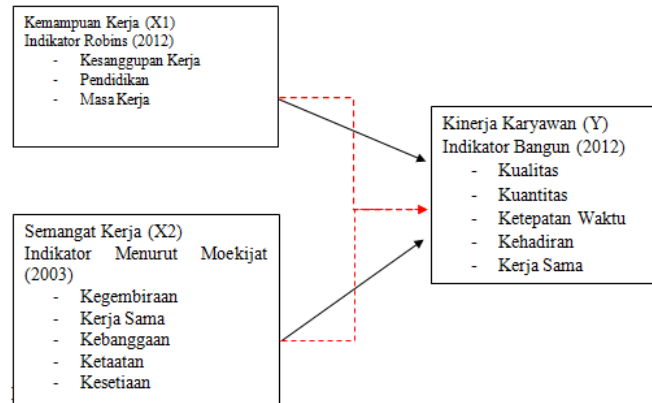 Kemampuan Kerja (X1)
Indikator Robins (2012)
- Kesanggupan Kerja
- Pendidikan
- Masa Kerja
Semangat Kerja (X2)
Indikator Menurut Moekijat
(2003)
- Kegembiraan
- Kerja Sama
- Kebanggaan
- Ketaatan
- Kesetiaan
Kinerja Karyawan (Y)
Indikator Bangun (2012)
- Kualitas
- Kuantitas
- Ketepatan Waktu
- Kehadiran
- Kerja Sama